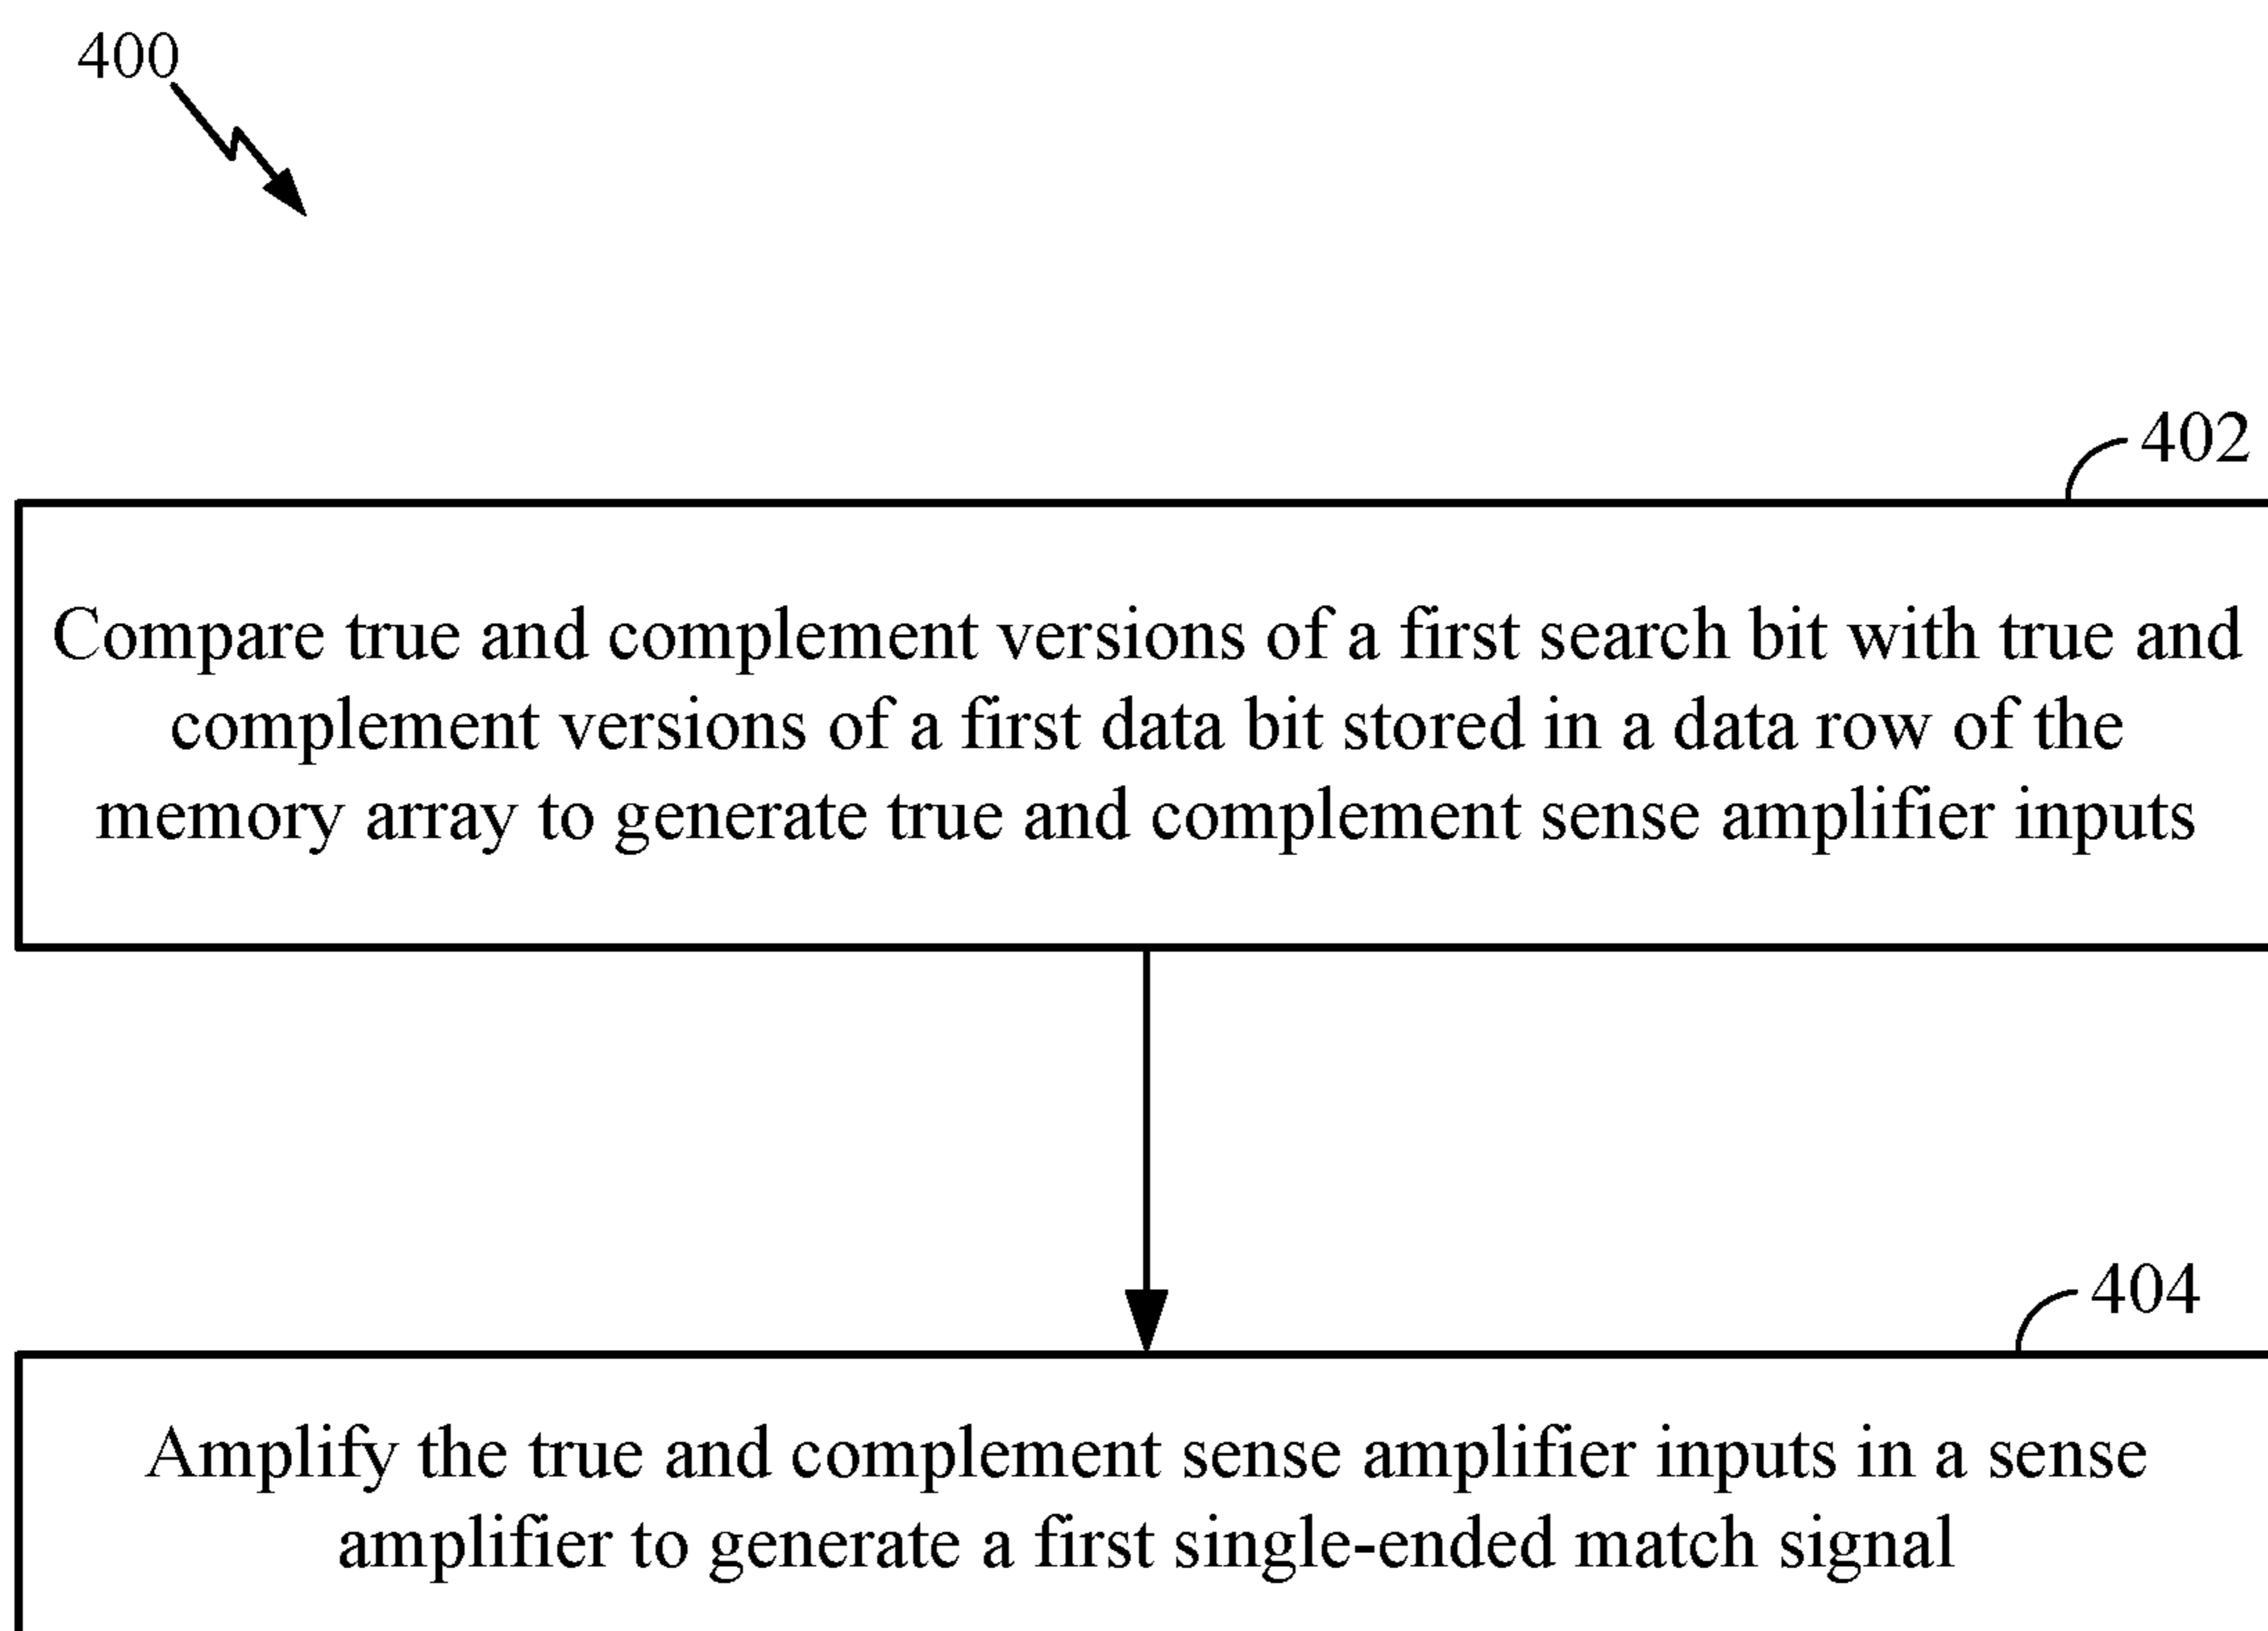 400
402
Compare true and complement versions of a first search bit with true and
complement versions of a first data bit stored in a data row of the
memory array to generate true and complement sense amplifier inputs
404
Amplify the true and complement sense amplifier inputs in a sense
amplifier to generate a first single-ended match signal